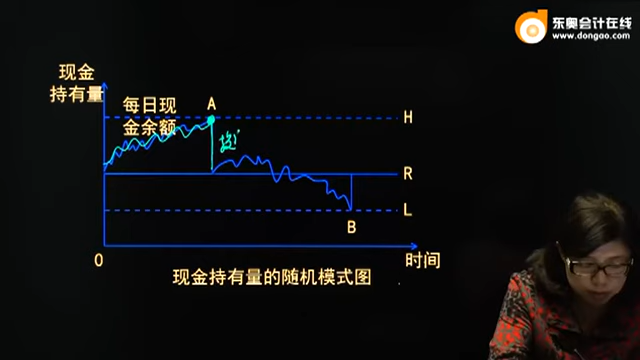 东奥会计在线
www.dongao.com
现金
持有量
每日现
金余额
A
H
R
L
B
0
时间
现金持有量的随机模式图